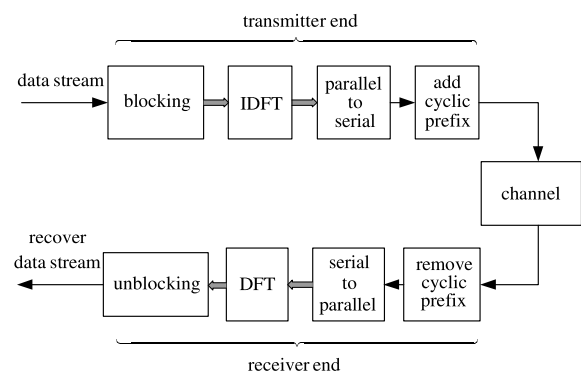 transmitter end
data stream
blocking
IDFT
parallel
to
serial
add
cyclic
prefix
channel
recover
data stream
unblocking
DFT
serial
to
parallel
remove
cyclic
prefix
receiver end